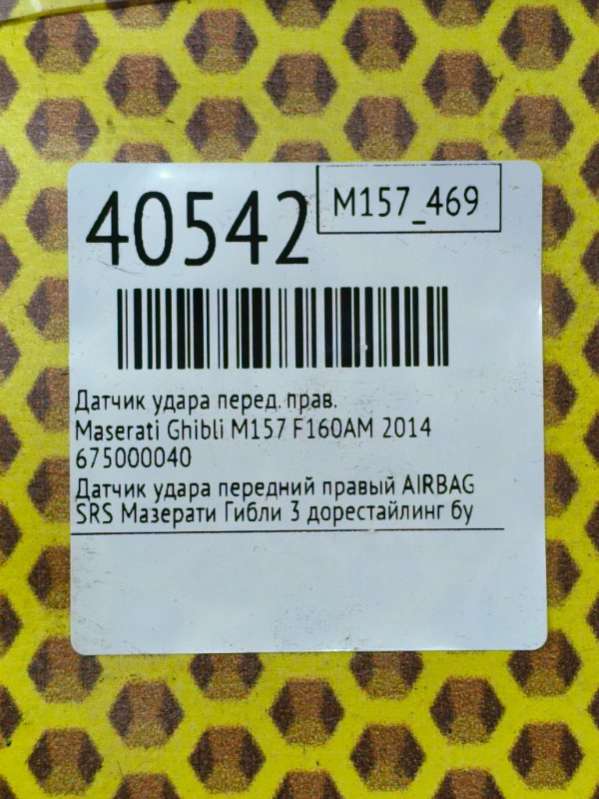 40542
M157_469
Датчик удара перед. прав.
Maserati Ghibli M157 F160AM 2014
675000040
Датчик удара передний правый AIRBAG
SRS Мазерати Гибли 3 дорестайлинг бу